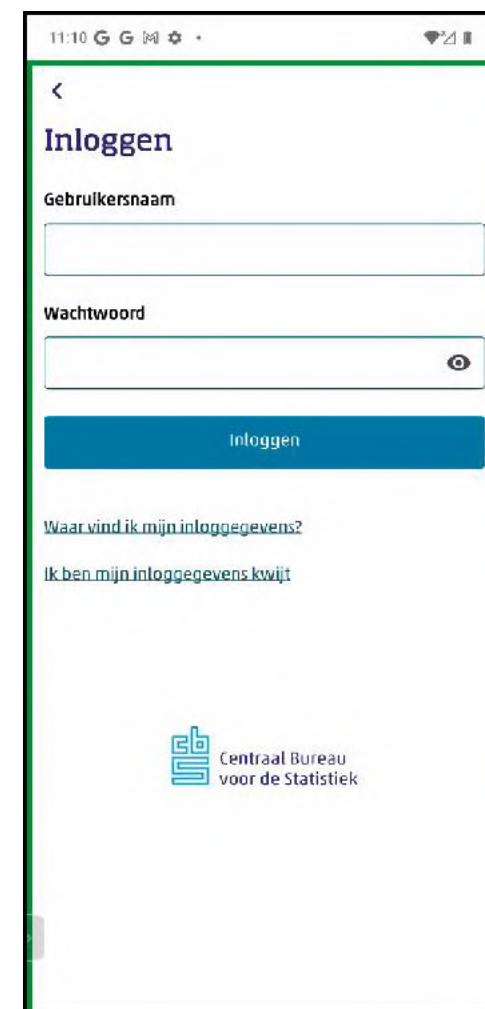 11:10 G G M
Inloggen
Gebruikersnaam
Wachtwoord
Inloggen
Waar vind ik mijn inloggegevens?
Ik ben mijn inloggegevens kwijt
cbs Centraal Bureau
voor de Statistiek